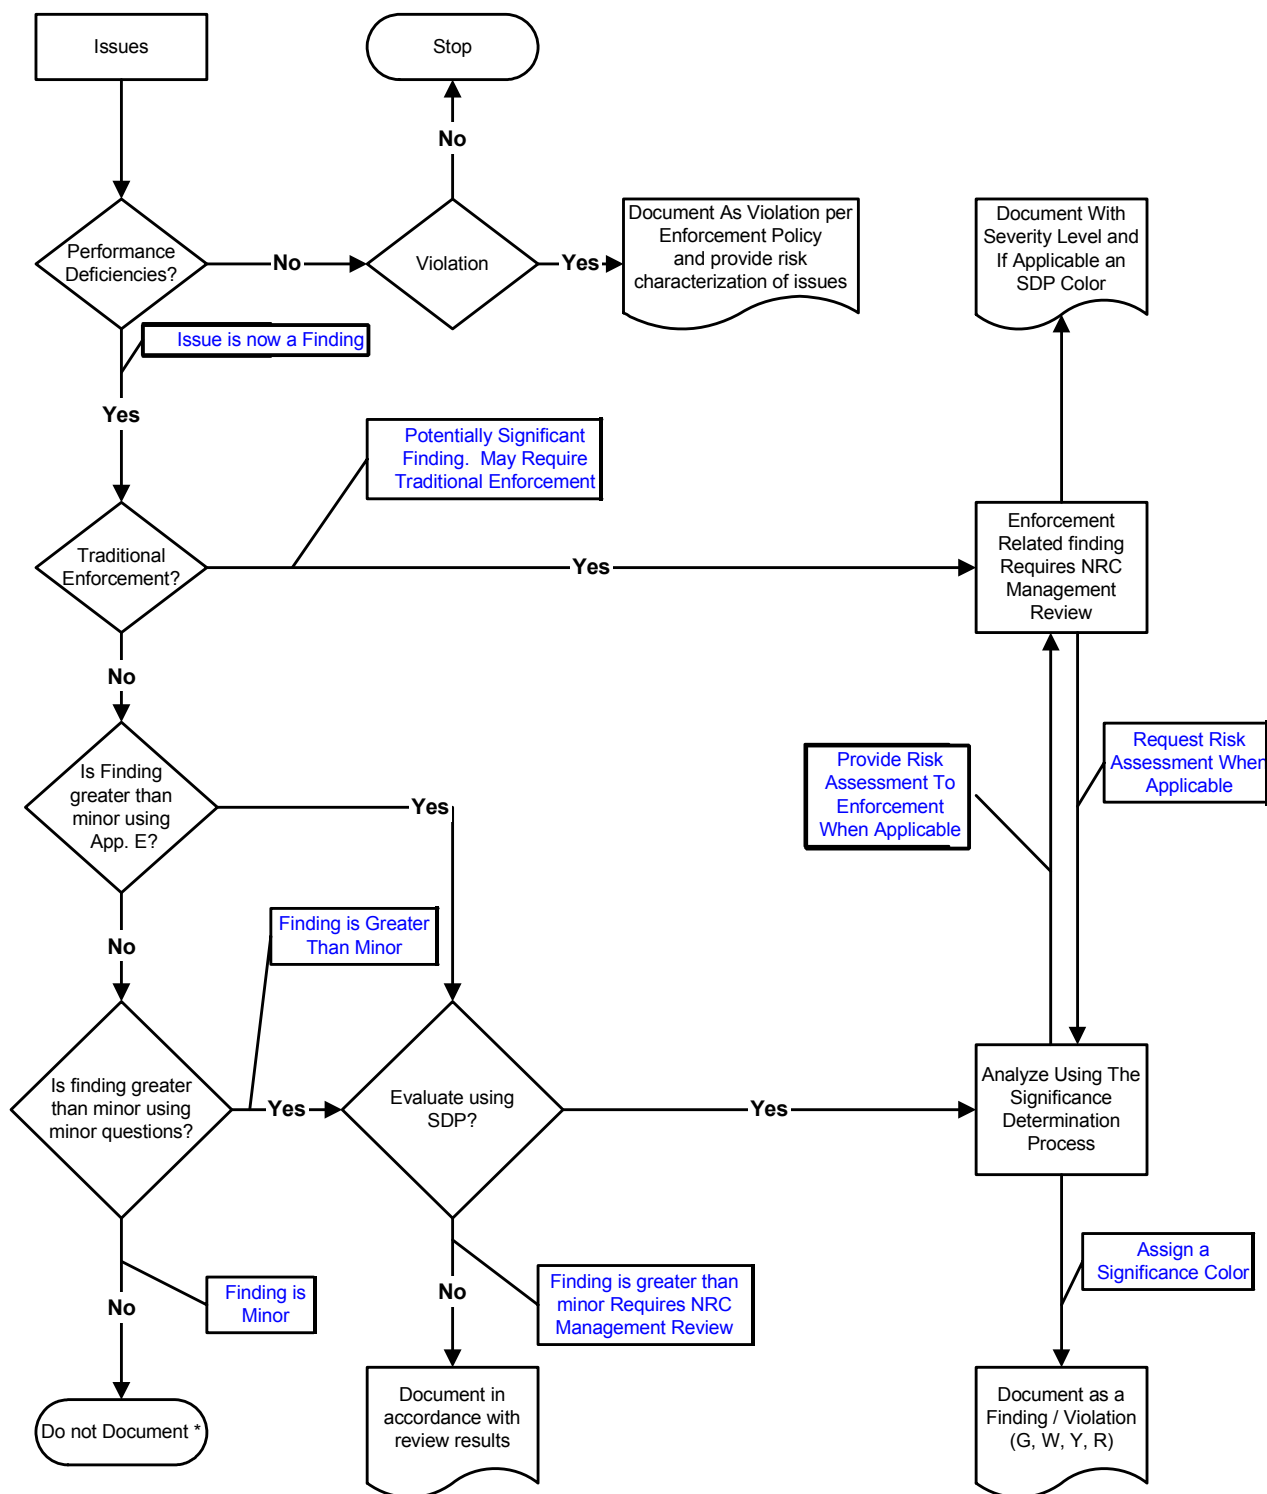 Issues
Stop
No
Performance
Deficiencies?
No
Violation
Yes
Document As Violation per
Enforcement Policy
and provide risk
characterization of issues
Document With
Severity Level and
If Applicable an
SDP Color
Issue is now a Finding
Yes
Potentially Significant
Finding. May Require
Traditional Enforcement
Traditional
Enforcement?
Yes
Enforcement
Related finding
Requires NRC
Management
Review
No
Is Finding
greater than
minor using
App. E?
Yes
Provide Risk
Assessment To
Enforcement
When Applicable
Request Risk
Assessment When
Applicable
No
Finding is Greater
Than Minor
Is finding greater
than minor using
minor questions?
Yes
Evaluate using
SDP?
Yes
Analyze Using The
Significance
Determination
Process
No
Finding is
Minor
No
Finding is greater than
minor Requires NRC
Management Review
Assign a
Significance Color
Do not Document *
Document in
accordance with
review results
Document as a
Finding / Violation
(G, W, Y, R)